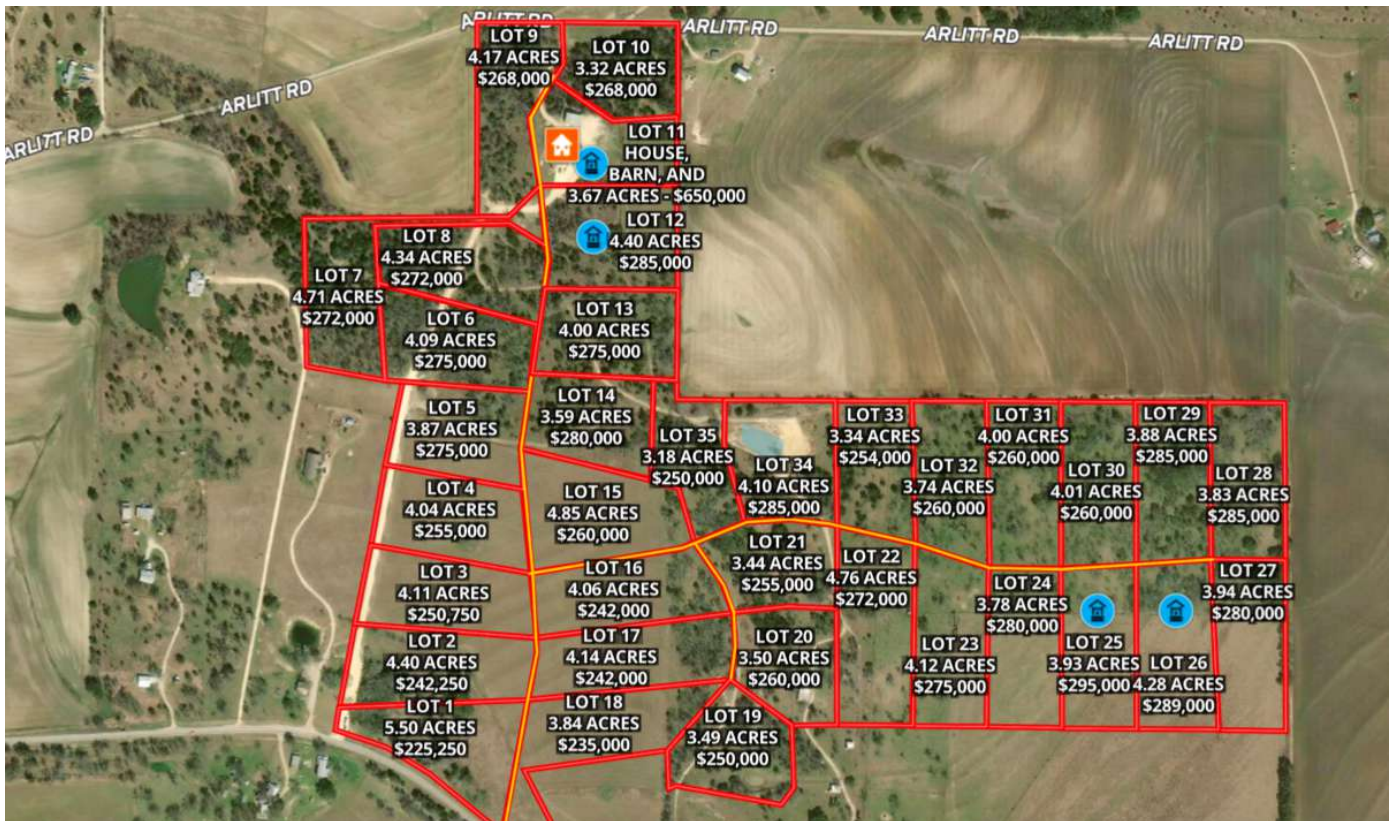 ARLITT RD
ARLITT RD
ARLITT RD
ARLITT RD
ARLITT RD
ARLITT RD
LOT 9
4.17 ACRES
$268,000
LOT 10
3.32 ACRES
$268,000
LOT 11
HOUSE,
BARN, AND
3.67 ACRES - $650,000
LOT 12
4.40 ACRES
$285,000
LOT 8
4.34 ACRES
$272,000
LOT 7
4.71 ACRES
$272,000
LOT 6
4.09 ACRES
$275,000
LOT 13
4.00 ACRES
$275,000
LOT 5
3.87 ACRES
$275,000
LOT 14
3.59 ACRES
$280,000
LOT 35
3.18 ACRES
$250,000
LOT 34
4.10 ACRES
$285,000
LOT 33
3.34 ACRES
$254,000
LOT 32
3.74 ACRES
$260,000
LOT 31
4.00 ACRES
$260,000
LOT 30
4.01 ACRES
$260,000
LOT 29
3.88 ACRES
$285,000
LOT 28
3.83 ACRES
$285,000
LOT 4
4.04 ACRES
$255,000
LOT 15
4.85 ACRES
$260,000
LOT 3
4.11 ACRES
$250,750
LOT 16
4.06 ACRES
$242,000
LOT 21
3.44 ACRES
$255,000
LOT 22
4.76 ACRES
$272,000
LOT 24
3.78 ACRES
$280,000
LOT 27
3.94 ACRES
$280,000
LOT 2
4.40 ACRES
$242,250
LOT 17
4.14 ACRES
$242,000
LOT 20
3.50 ACRES
$260,000
LOT 23
4.12 ACRES
$275,000
LOT 25
3.93 ACRES
$295,000
LOT 26
4.28 ACRES
$289,000
LOT 1
5.50 ACRES
$225,250
LOT 18
3.84 ACRES
$235,000
LOT 19
3.49 ACRES
$250,000